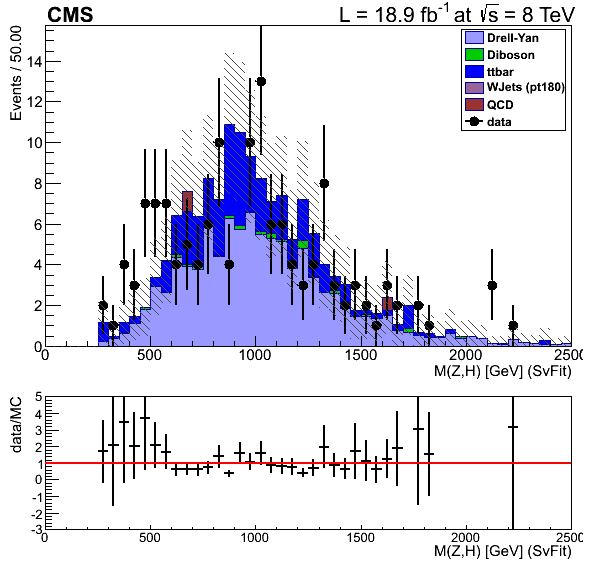 CMS
L = 18.9 fb⁻¹ at √s = 8 TeV
Events / 50.00
14
12
10
8
6
4
2
0
Drell-Yan
Diboson
ttbar
WJets (pt180)
QCD
data
0 500 1000 1500 2000 2500
M(Z,H) [GeV] (SvFit)
data/MC
5
4
3
2
1
0
-1
-2
-3
0 500 1000 1500 2000 2500
M(Z,H) [GeV] (SvFit)